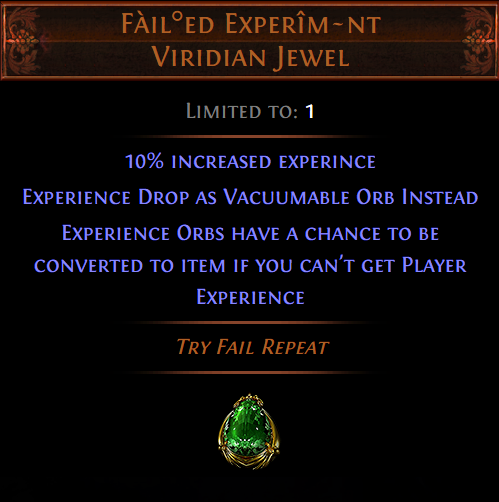 Fàil°ed Experîm~nt
Viridian Jewel
Limited to: 1
10% increased experince
Experience Drop as Vacuumable Orb Instead
Experience Orbs have a chance to be
converted to item if you can't get Player
Experience
Try Fail Repeat